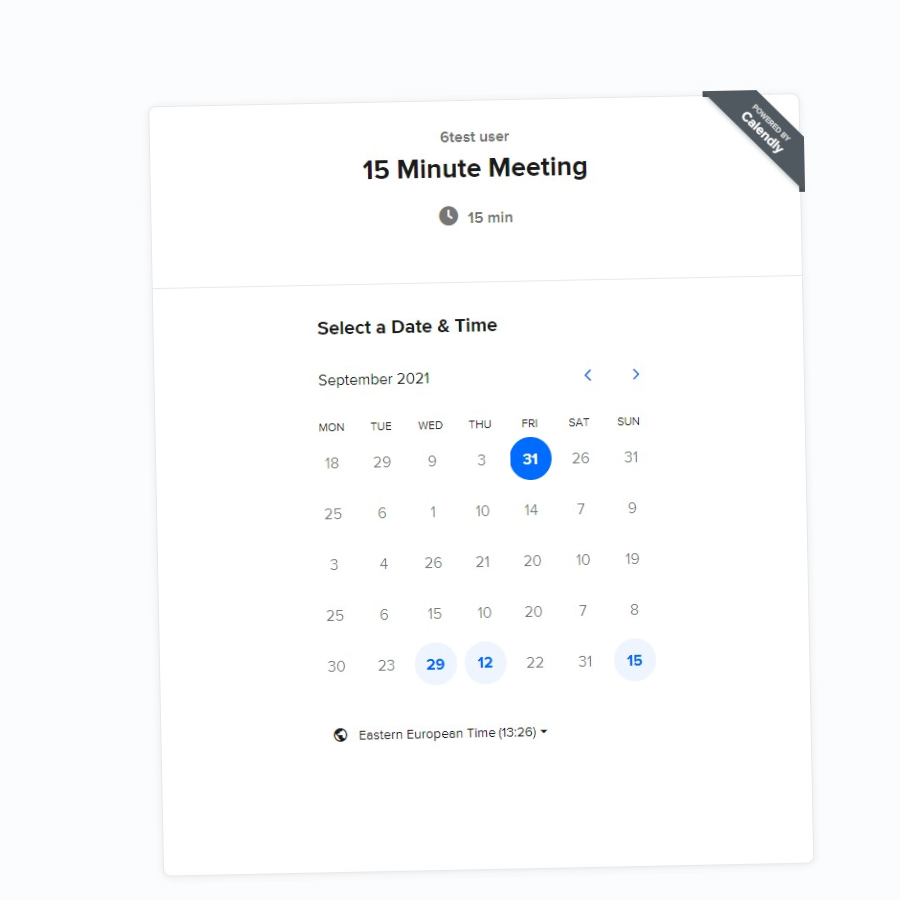 POWERED BY
Calendly
6test user
15 Minute Meeting
15 min
Select a Date & Time
September 2021
MON TUE WED THU FRI SAT SUN
18 29 9 3 31 26 31
25 6 1 10 14 7 9
3 4 26 21 20 10 19
25 6 15 10 20 7 8
30 23 29 12 22 31 15
Eastern European Time (13:26)